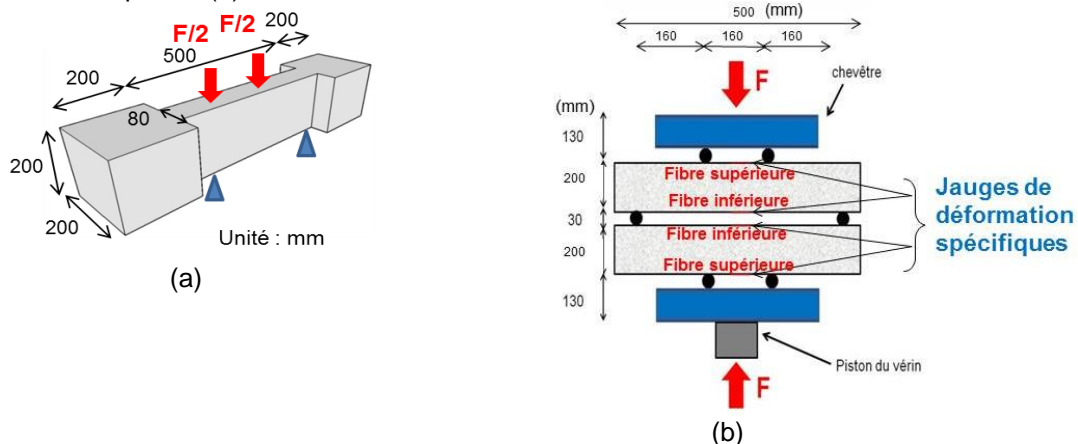 F/2 F/2
200
500
200
80
200
200
Unité : mm
(a)
500 (mm)
160 160 160
F
chevêtre
(mm)
130
200
Fibre supérieure
Fibre inférieure
30
Fibre inférieure
200
Fibre supérieure
130
Jauges de
déformation
spécifiques
Piston du vérin
F
(b)